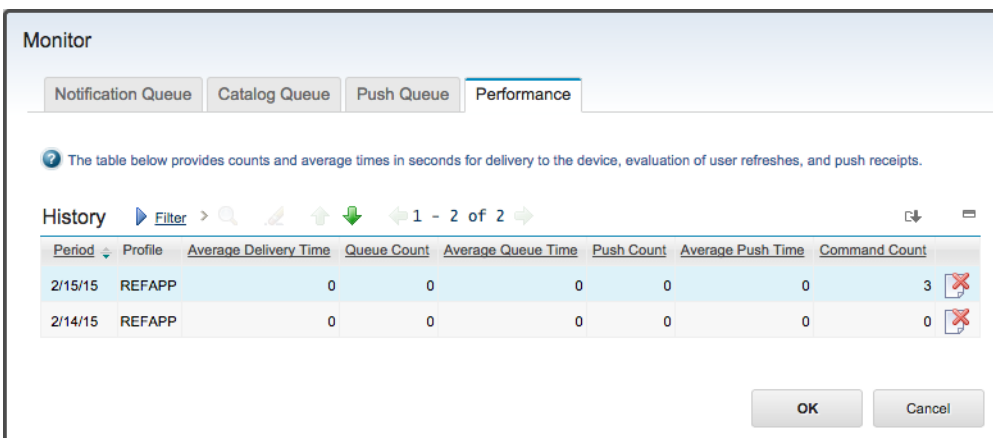 Monitor
Notification Queue Catalog Queue Push Queue Performance
? The table below provides counts and average times in seconds for delivery to the device, evaluation of user refreshes, and push receipts.
History Filter > 1 - 2 of 2
Period Profile Average Delivery Time Queue Count Average Queue Time Push Count Average Push Time Command Count
2/15/15 REFAPP 0 0 0 0 0 3
2/14/15 REFAPP 0 0 0 0 0 0
OK Cancel